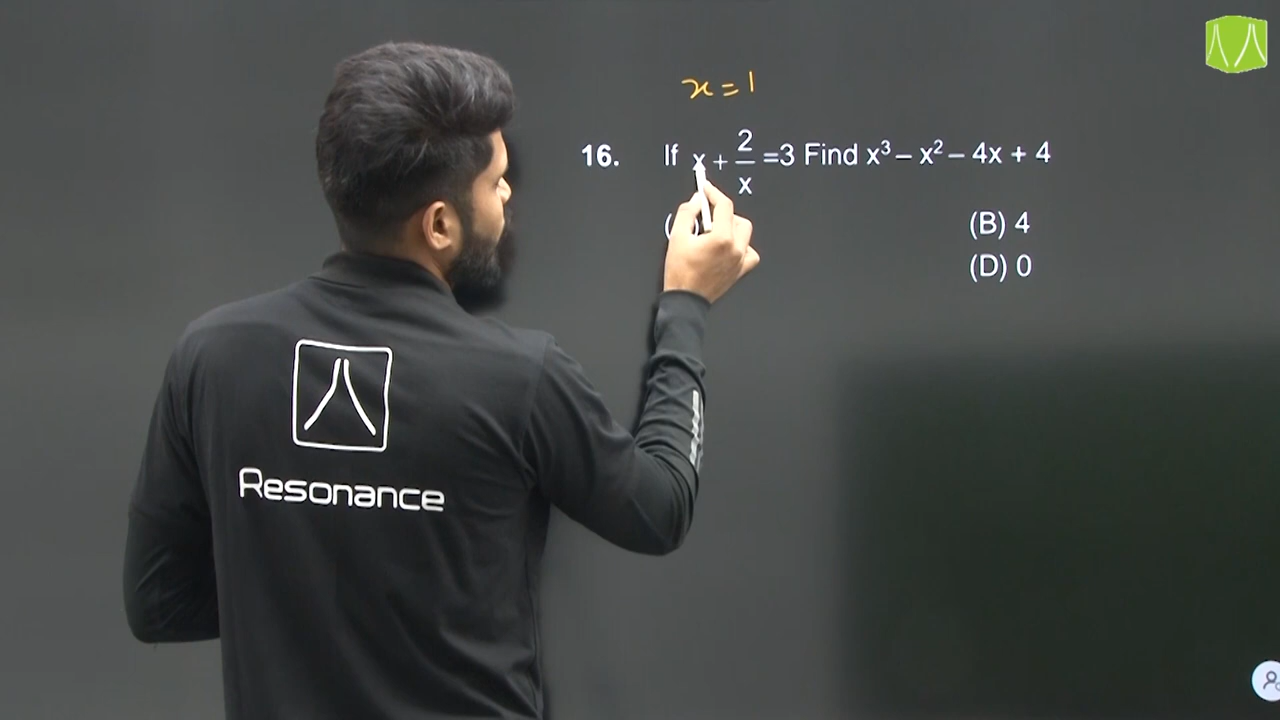 x = 1
16. If x + 2/x =3 Find x³ – x² – 4x + 4
(B) 4
(D) 0
Resonance